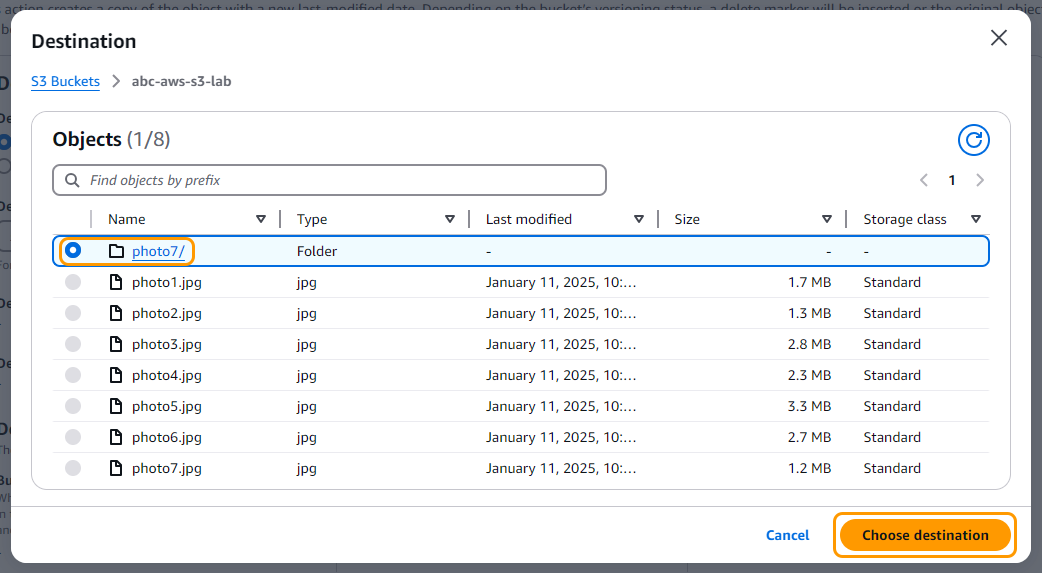 s action creates a copy of the object with a new last-modified date. Depending on the bucket's versioning status, a delete marker will be inserted or the original objec
Destination
S3 Buckets > abc-aws-s3-lab
Objects (1/8)
Find objects by prefix
1
Name Type Last modified Size Storage class
photo7/ Folder - - -
photo1.jpg jpg January 11, 2025, 10:... 1.7 MB Standard
photo2.jpg jpg January 11, 2025, 10:... 1.3 MB Standard
photo3.jpg jpg January 11, 2025, 10:... 2.8 MB Standard
photo4.jpg jpg January 11, 2025, 10:... 2.3 MB Standard
photo5.jpg jpg January 11, 2025, 10:... 3.3 MB Standard
photo6.jpg jpg January 11, 2025, 10:... 2.7 MB Standard
photo7.jpg jpg January 11, 2025, 10:... 1.2 MB Standard
Cancel Choose destination